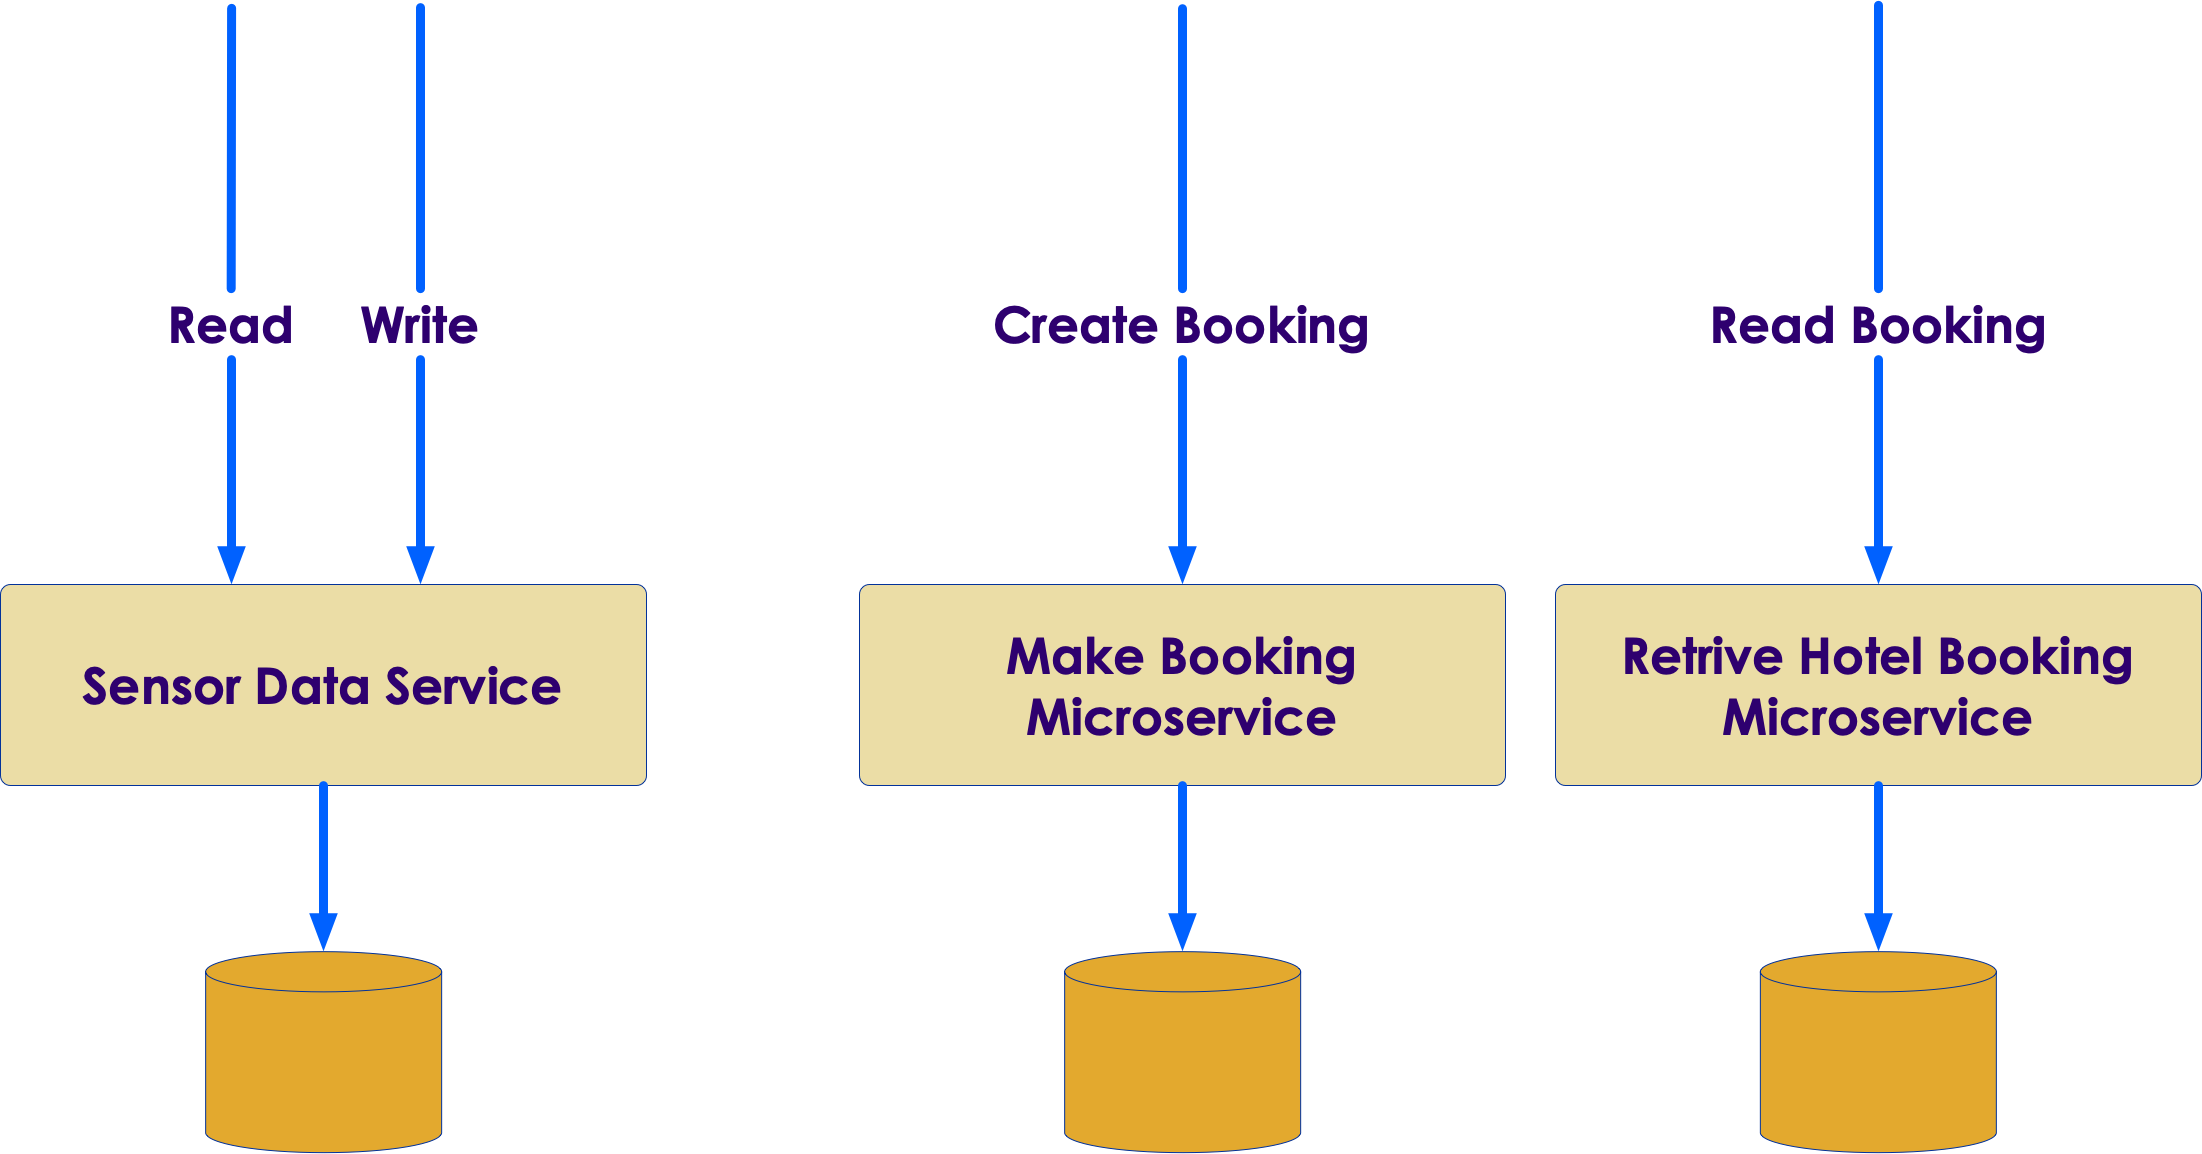 Read
Write
Create Booking
Read Booking
Sensor Data Service
Make Booking
Microservice
Retrive Hotel Booking
Microservice